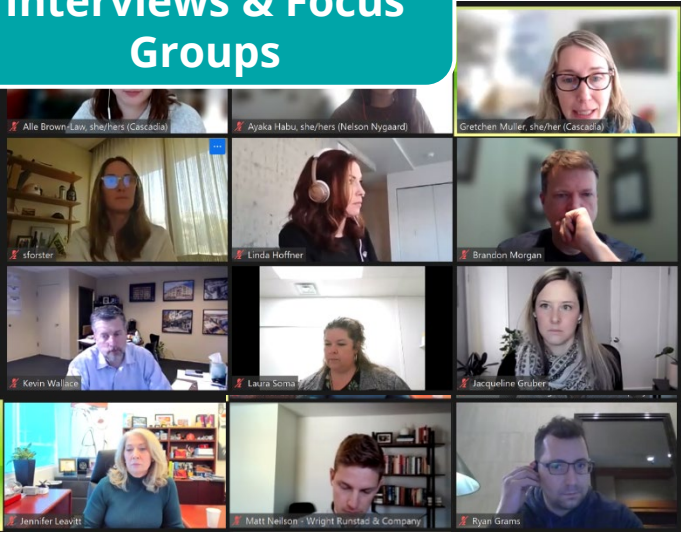 Interviews & Focus
Groups
Alle Brown-Law, she/hers (Cascadia)
Ayaka Habu, she/hers (Nelson Nygaard)
Gretchen Muller, she/her (Cascadia)
sforster
Linda Hoffner
Brandon Morgan
Kevin Wallace
Laura Soma
Jacqueline Gruber
Jennifer Leavitt
Matt Neilson - Wright Runstad & Company
Ryan Grams